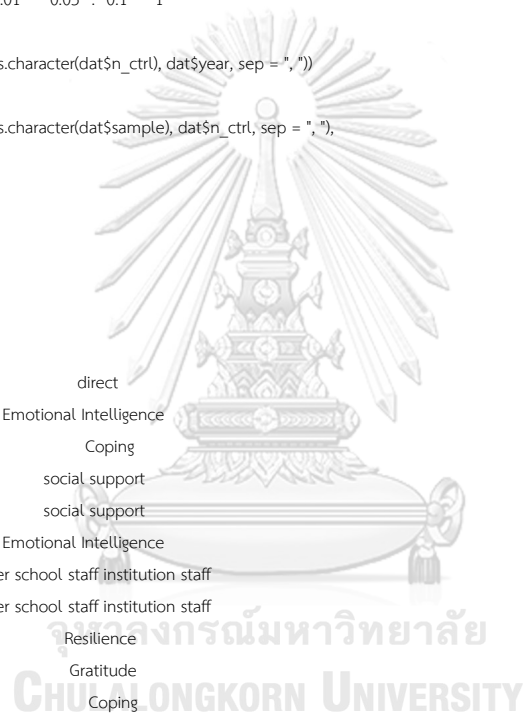 0.05 '.' 0.1 ' ' 1
s.character(dat$n_ctrl), dat$year, sep = ", "))
s.character(dat$sample), dat$n_ctrl, sep = ", "),
direct
Emotional Intelligence
Coping
social support
social support
Emotional Intelligence
er school staff institution staff
er school staff institution staff
Resilience
Gratitude
Coping
จุฬาลงกรณ์มหาวิทยาลัย
CHULALONGKORN UNIVERSITY